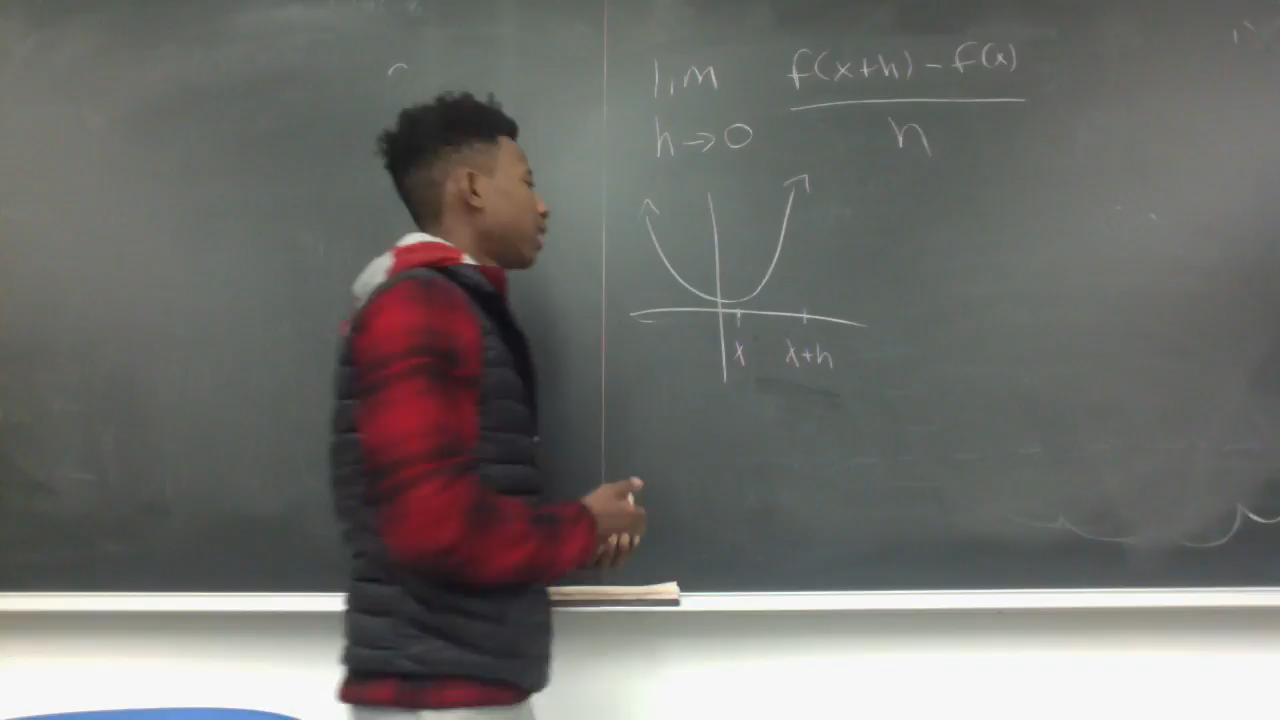 lim f(x+h) - f(x)
h→0 h
x x+h